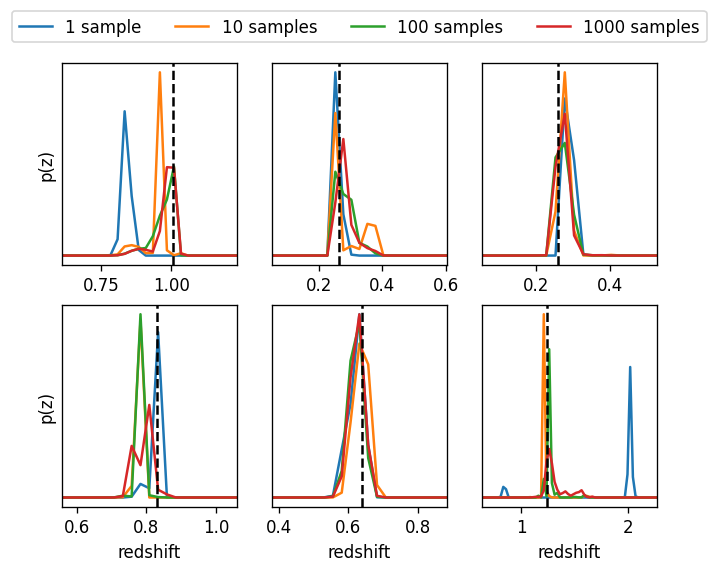 1 sample 10 samples 100 samples 1000 samples
p(z)
0.75 1.00 0.2 0.4 0.6 0.2 0.4
p(z)
0.6 0.8 1.0 0.4 0.6 0.8 1 2
redshift redshift redshift